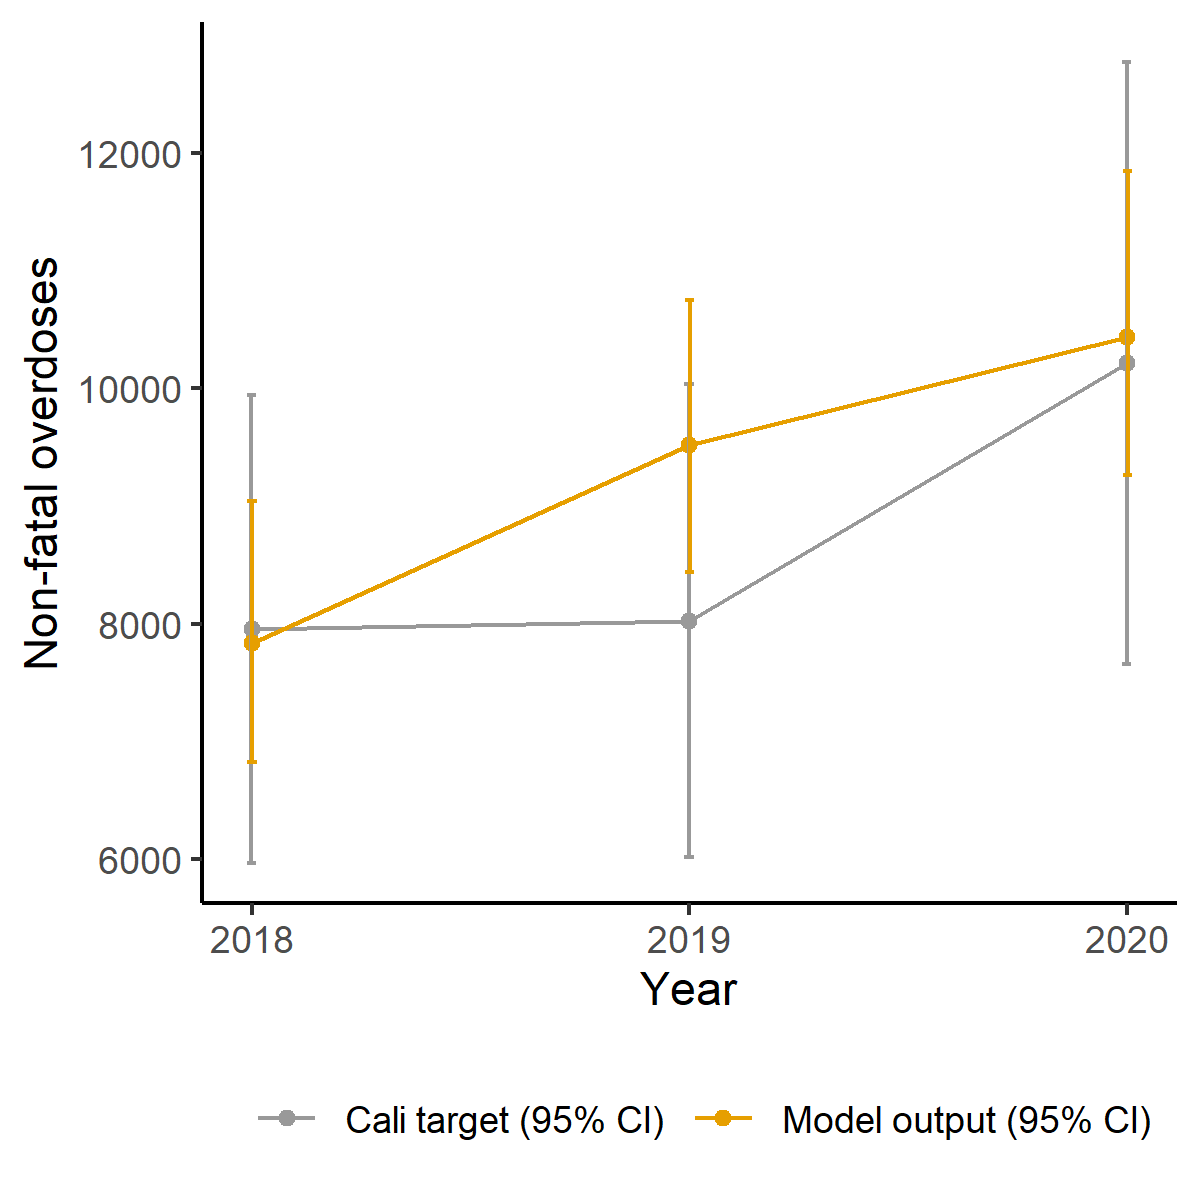 Non-fatal overdoses
12000
10000
8000
6000
2018 2019 2020
Year
Cali target (95% CI) Model output (95% CI)